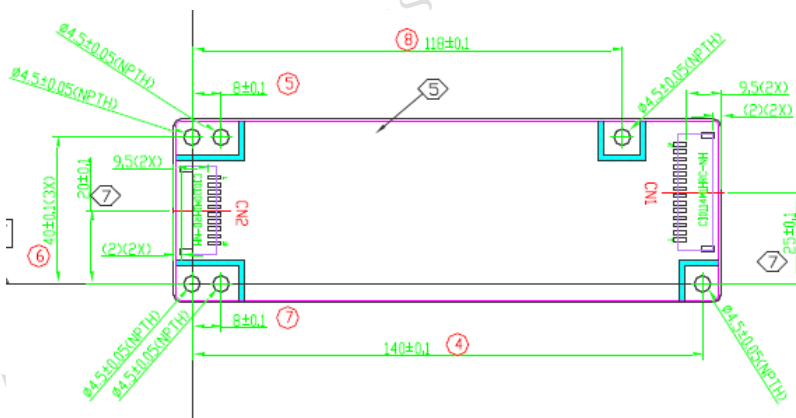 ⑧ 118±0.1
Ø4.5±0.05(NPTH)
Ø4.5±0.05(NPTH)
8±0.1 ⑤
5
Ø4.5±0.05(NPTH)
9.5(2X)
(2)(2X)
9.5(2X)
40±0.1(3X)
20±0.1
7
CN2
CN1
⑥
(2)(2X)
25±0.1
7
8±0.1 ⑦
Ø4.5±0.05(NPTH)
Ø4.5±0.05(NPTH)
140±0.1 ④
Ø4.5±0.05(NPTH)